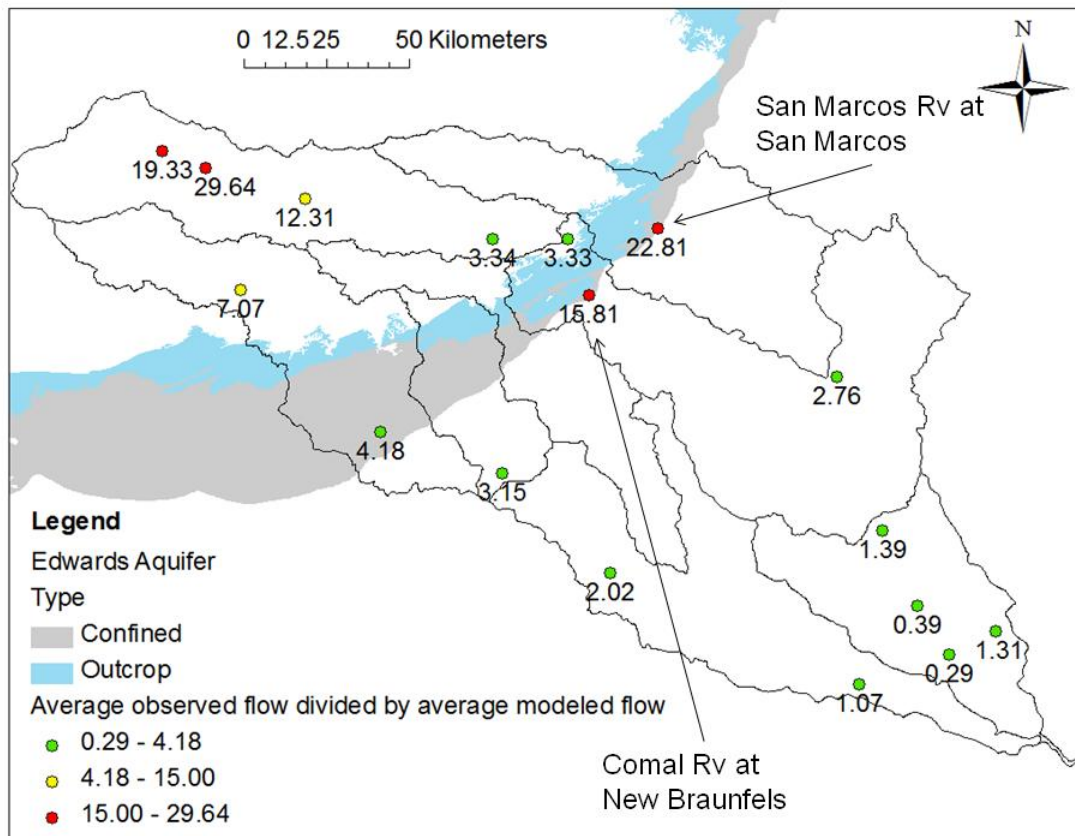 0 12.525 50 Kilometers
N
San Marcos Rv at
San Marcos
19.33
29.64
12.31
3.34
3.33
22.81
7.07
15.81
2.76
4.18
3.15
1.39
2.02
0.39
1.31
0.29
1.07
Legend
Edwards Aquifer
Type
Confined
Outcrop
Average observed flow divided by average modeled flow
0.29 - 4.18
4.18 - 15.00
15.00 - 29.64
Comal Rv at
New Braunfels